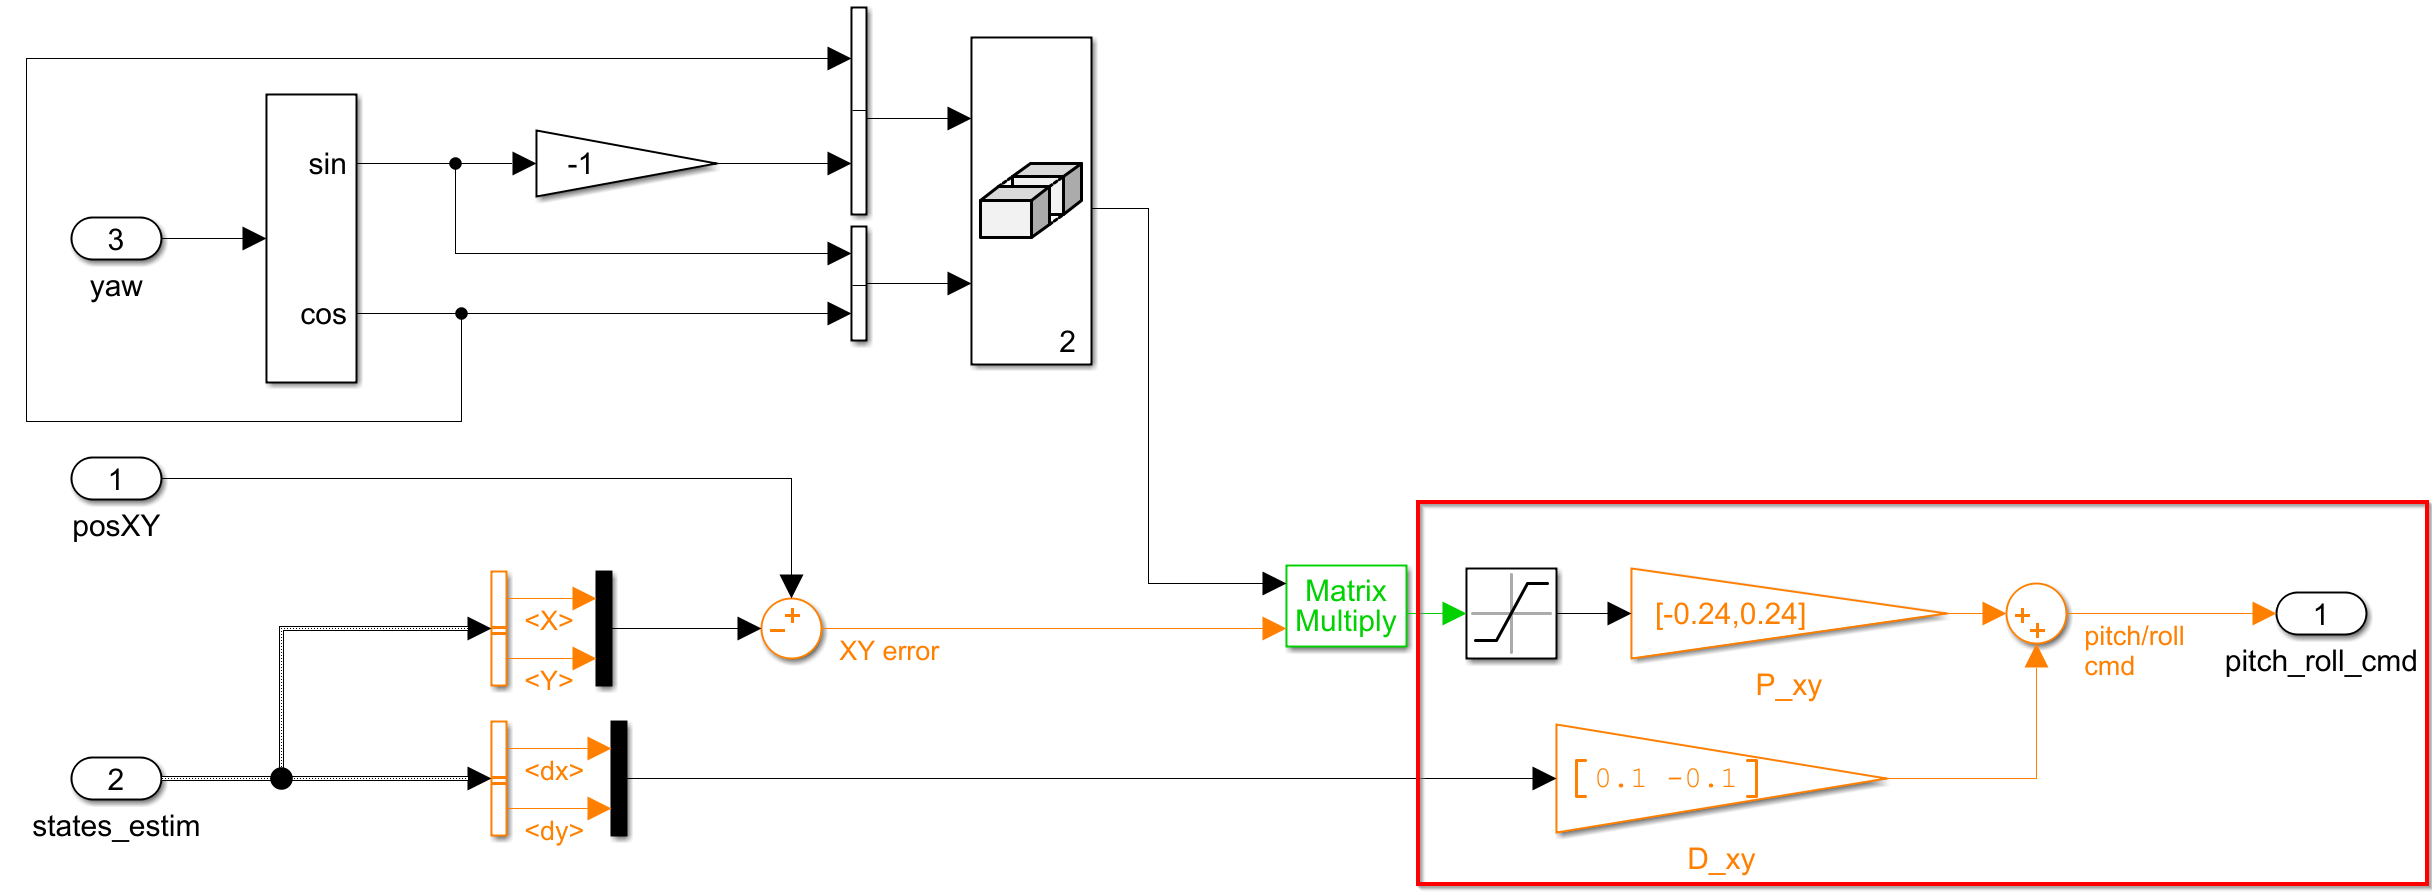 sin
-1
3
yaw
cos
2
1
posXY
<X>
<Y>
XY error
Matrix
Multiply
[-0.24,0.24]
P_xy
+
+
pitch/roll
cmd
1
pitch_roll_cmd
+
−
2
states_estim
<dx>
<dy>
[ 0.1 -0.1 ]
D_xy